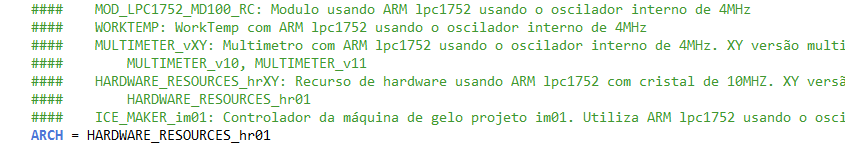 ####    MOD_LPC1752_MD100_RC: Modulo usando ARM lpc1752 usando o oscilador interno de 4MHz
####    WORKTEMP: WorkTemp com ARM lpc1752 usando o oscilador interno de 4MHz
####    MULTIMETER_vXY: Multimetro com ARM lpc1752 usando o oscilador interno de 4MHz. XY versão multi
####        MULTIMETER_v10, MULTIMETER_v11
####    HARDWARE_RESOURCES_hrXY: Recurso de hardware usando ARM lpc1752 com cristal de 10MHZ. XY versã
####        HARDWARE_RESOURCES_hr01
####    ICE_MAKER_im01: Controlador da máquina de gelo projeto im01. Utiliza ARM lpc1752 usando o osci
ARCH = HARDWARE_RESOURCES_hr01